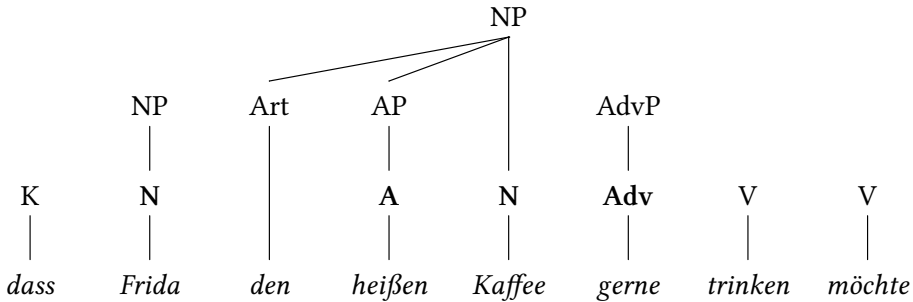 NP
NP Art AP AdvP
K N A N Adv V V
dass Frida den heißen Kaffee gerne trinken möchte